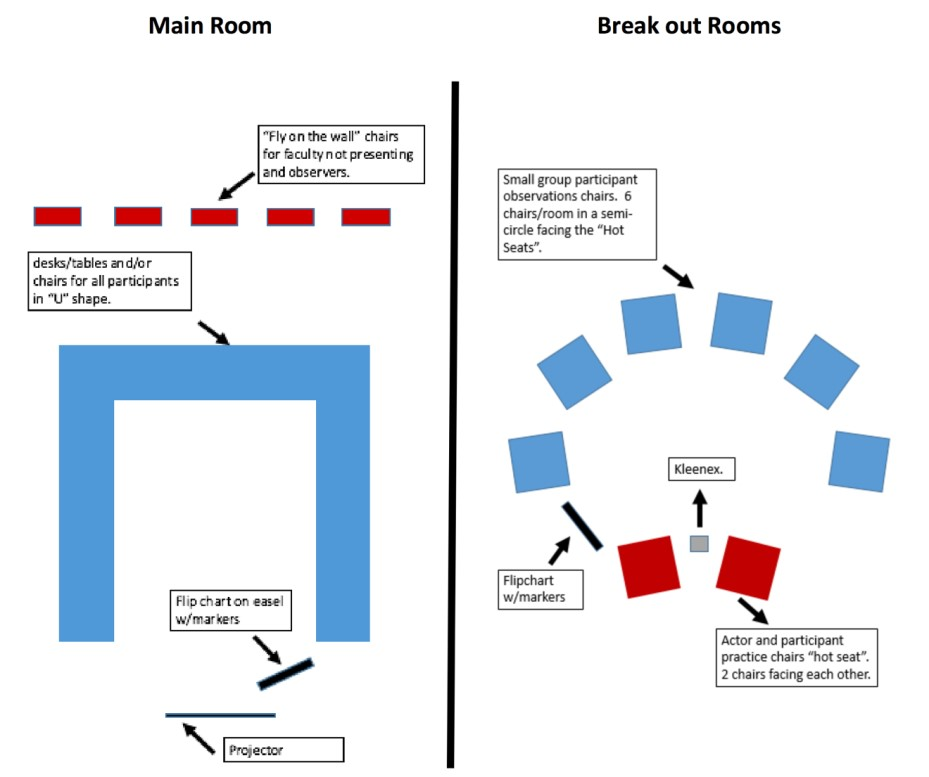 Main Room
"Fly on the wall" chairs
for faculty not presenting
and observers.
desks/tables and/or
chairs for all participants
in "U" shape.
Flip chart on easel
w/markers
Projector
Break out Rooms
Small group participant
observations chairs.  6
chairs/room in a semi-
circle facing the "Hot
Seats".
Kleenex.
Flipchart
w/markers
Actor and participant
practice chairs "hot seat".
2 chairs facing each other.